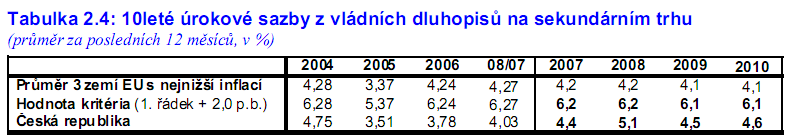 Tabulka 2.4: 10leté úrokové sazby z vládních dluhopisů na sekundárním trhu
(průměr za posledních 12 měsíců, v %)
2004 2005 2006 08/07 2007 2008 2009 2010
Průměr 3 zemí EU s nejnižší inflací 4,28 3,37 4,24 4,27 4,2 4,2 4,1 4,1
Hodnota kritéria (1. řádek + 2,0 p.b.) 6,28 5,37 6,24 6,27 6,2 6,2 6,1 6,1
Česká republika 4,75 3,51 3,78 4,03 4,4 5,1 4,5 4,6